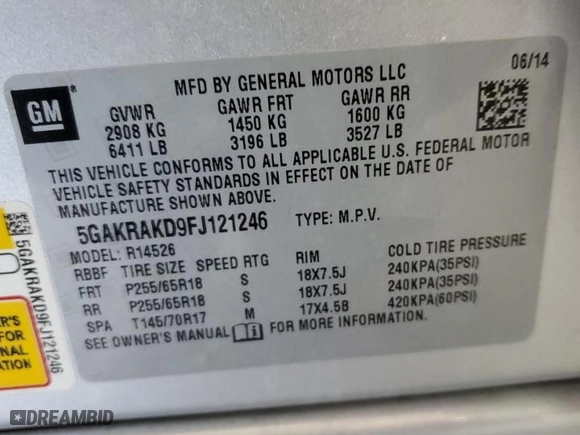 GM
MFD BY GENERAL MOTORS LLC
06/14
GVWR GAWR FRT GAWR RR
2908 KG 1450 KG 1600 KG
6411 LB 3196 LB 3527 LB
THIS VEHICLE CONFORMS TO ALL APPLICABLE U.S. FEDERAL MOTOR
VEHICLE SAFETY STANDARDS IN EFFECT ON THE DATE OF
MANUFACTURE SHOWN ABOVE.
5GAKRAKD9FJ121246 TYPE: M.P.V.
MODEL: R14526
RBBF TIRE SIZE SPEED RTG RIM COLD TIRE PRESSURE
FRT P255/65R18 S 18X7.5J 240KPA(35PSI)
RR P255/65R18 S 18X7.5J 240KPA(35PSI)
SPA T145/70R17 M 17X4.5B 420KPA(60PSI)
SEE OWNER'S MANUAL FOR MORE INFORMATION.
5GAKRAKD9FJ121246
FOR
DREAMBID